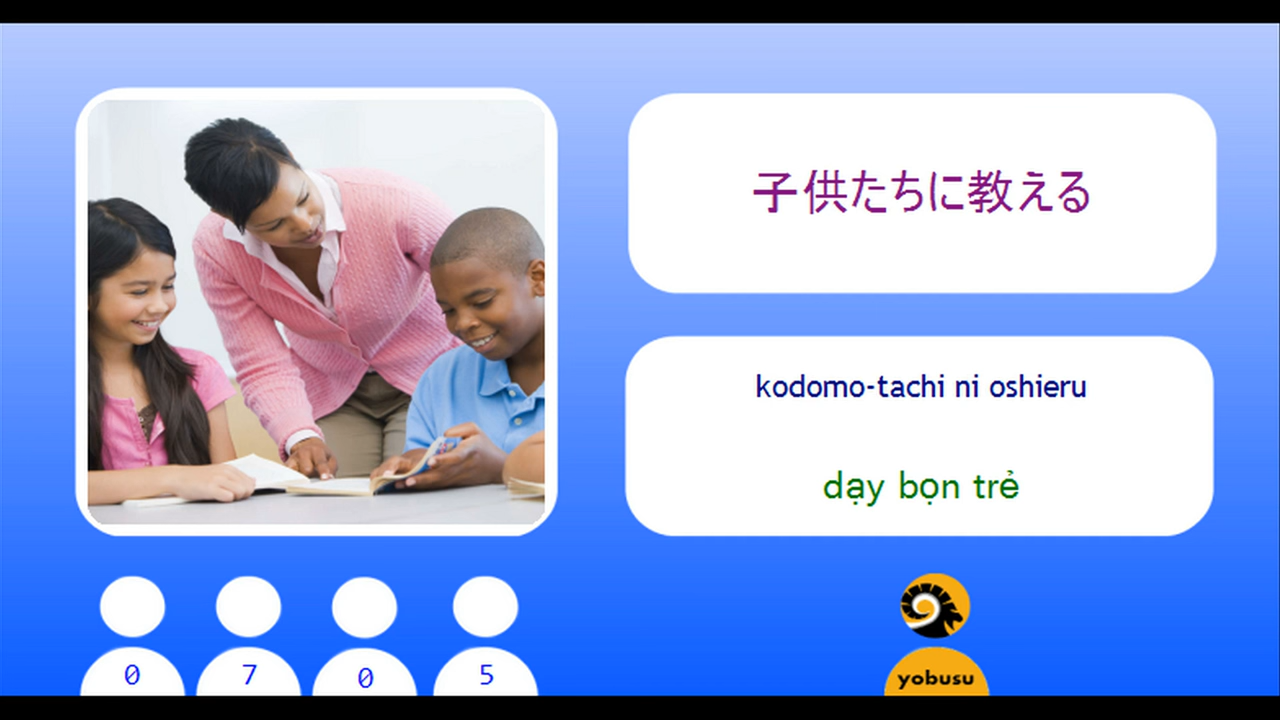 子供たちに教える
kodomo-tachi ni oshieru
dạy bọn trẻ
0 7 0 5
yobusu